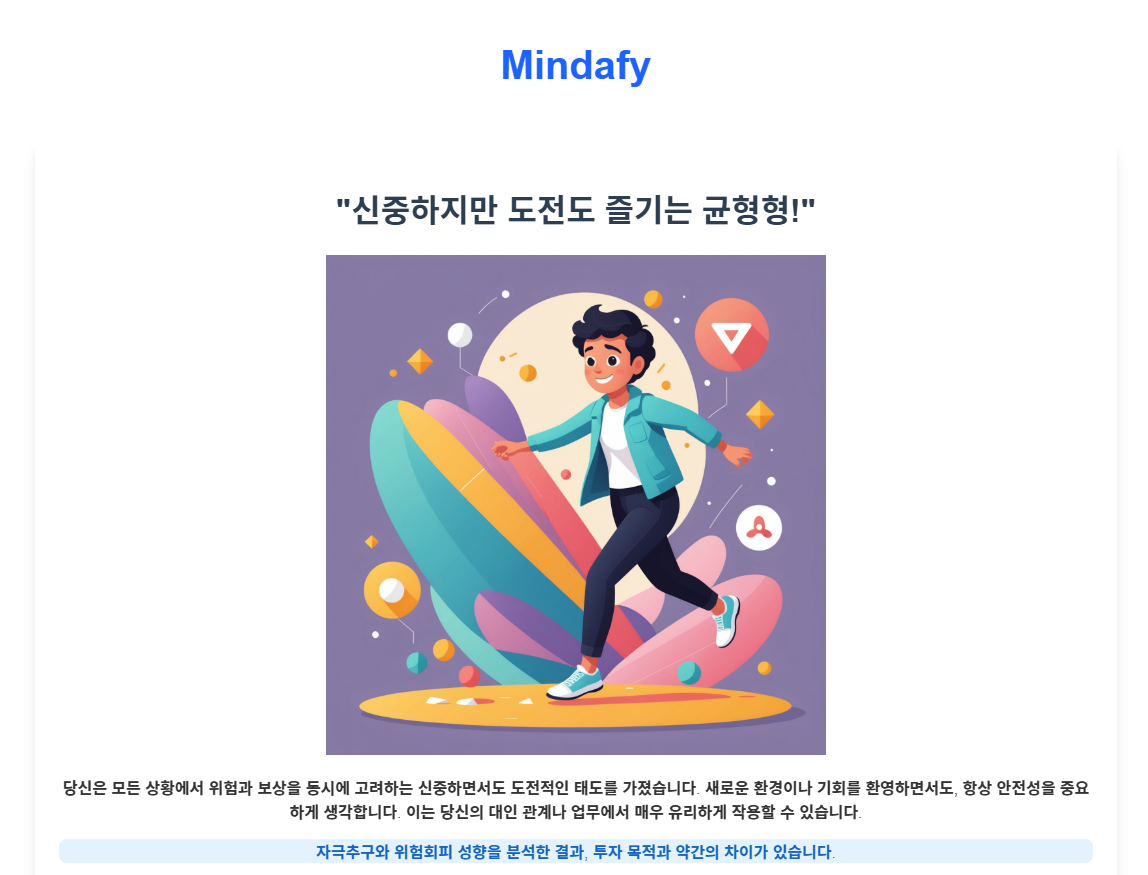 Mindafy
"신중하지만 도전도 즐기는 균형형!"
당신은 모든 상황에서 위험과 보상을 동시에 고려하는 신중하면서도 도전적인 태도를 가졌습니다. 새로운 환경이나 기회를 환영하면서도, 항상 안전성을 중요
하게 생각합니다. 이는 당신의 대인 관계나 업무에서 매우 유리하게 작용할 수 있습니다.
자극추구와 위험회피 성향을 분석한 결과, 투자 목적과 약간의 차이가 있습니다.